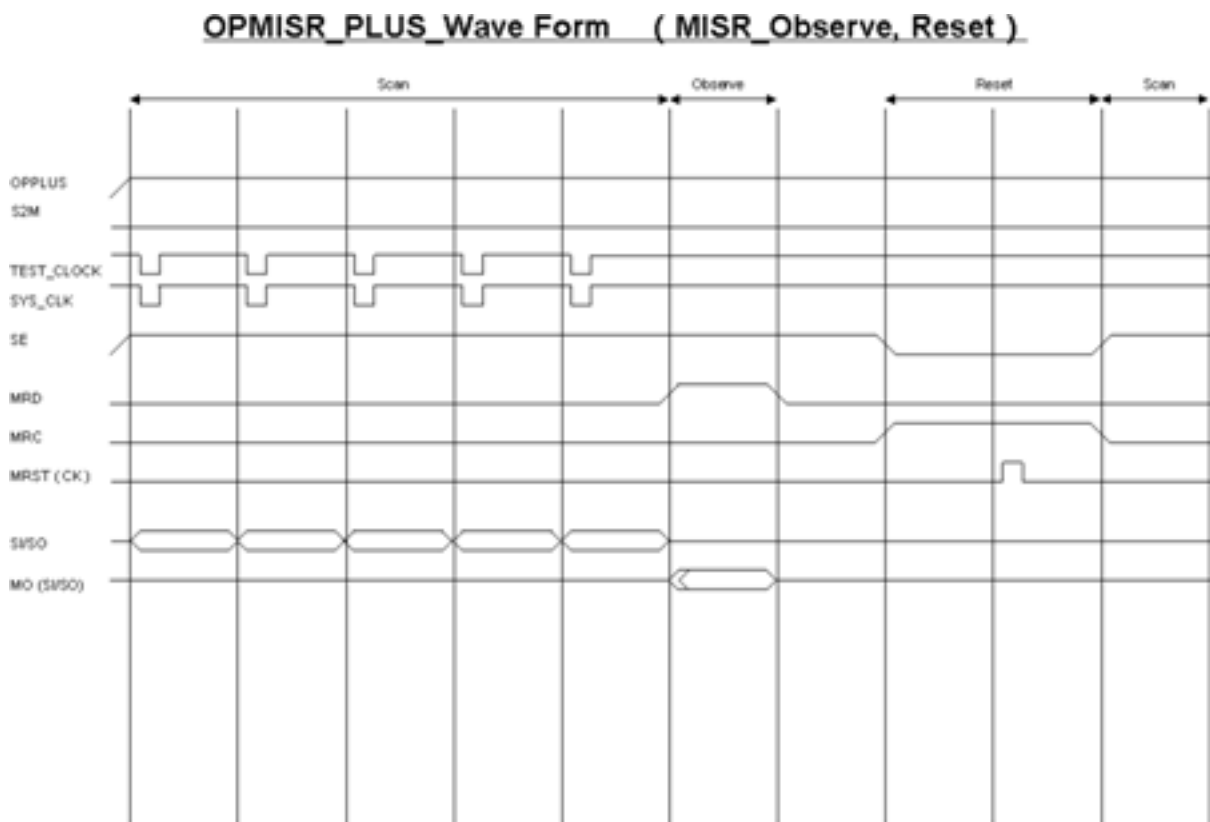 OPMISR_PLUS_Wave Form ( MISR_Observe, Reset )
Scan Observe Reset Scan
OPPLUS
S2M
TEST_CLOCK
SYS_CLK
SE
MRD
MRC
MRST ( CK )
SI/SO
MO (SI/SO)